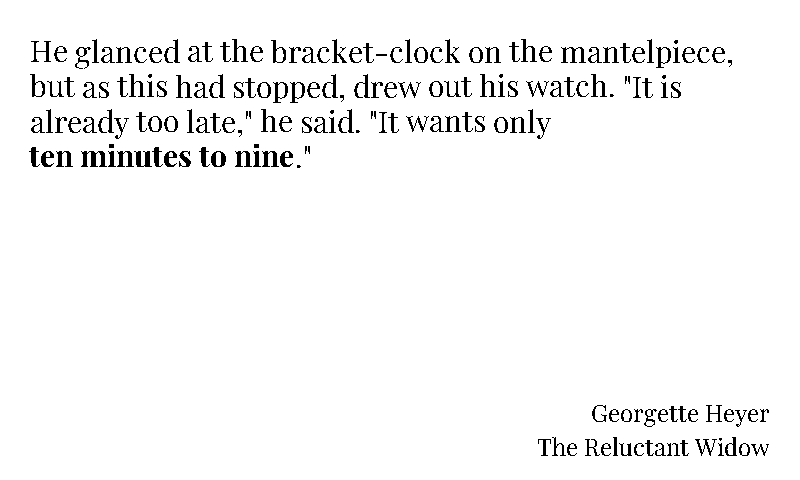 He glanced at the bracket-clock on the mantelpiece,
but as this had stopped, drew out his watch. "It is
already too late," he said. "It wants only
ten minutes to nine."
Georgette Heyer
The Reluctant Widow